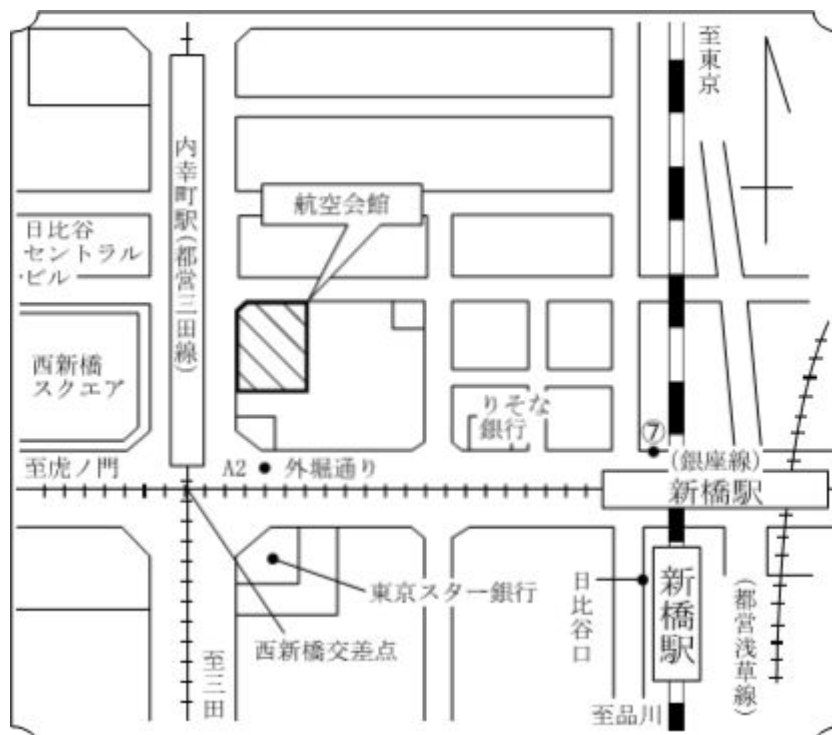 至東京
内幸町駅(都営三田線)
航空会館
日比谷
セントラル
ビル
西新橋
スクエア
りそな
銀行
⑦
至虎ノ門
A2
外堀通り
(銀座線)
新橋駅
東京スター銀行
日比谷口
新橋駅
(都営浅草線)
西新橋交差点
至三田
至品川